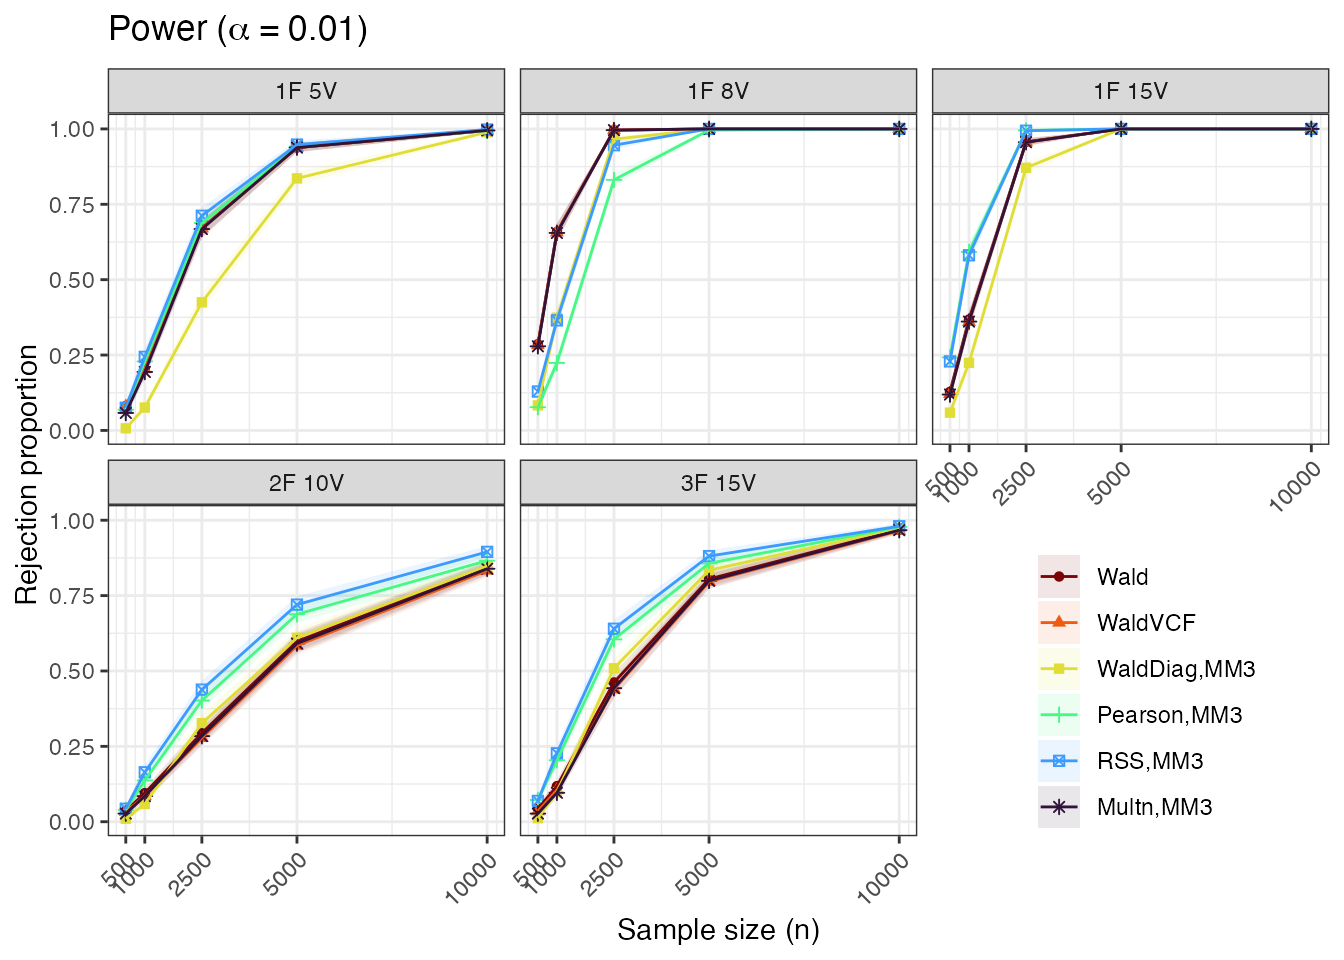 Power (α = 0.01)
1F 5V
1F 8V
1F 15V
1.00
0.75
0.50
0.25
0.00
500
1000
2500
5000
10000
2F 10V
3F 15V
1.00
0.75
0.50
0.25
0.00
500
1000
2500
5000
10000
500
1000
2500
5000
10000
Rejection proportion
Sample size (n)
Wald
WaldVCF
WaldDiag,MM3
Pearson,MM3
RSS,MM3
Multn,MM3